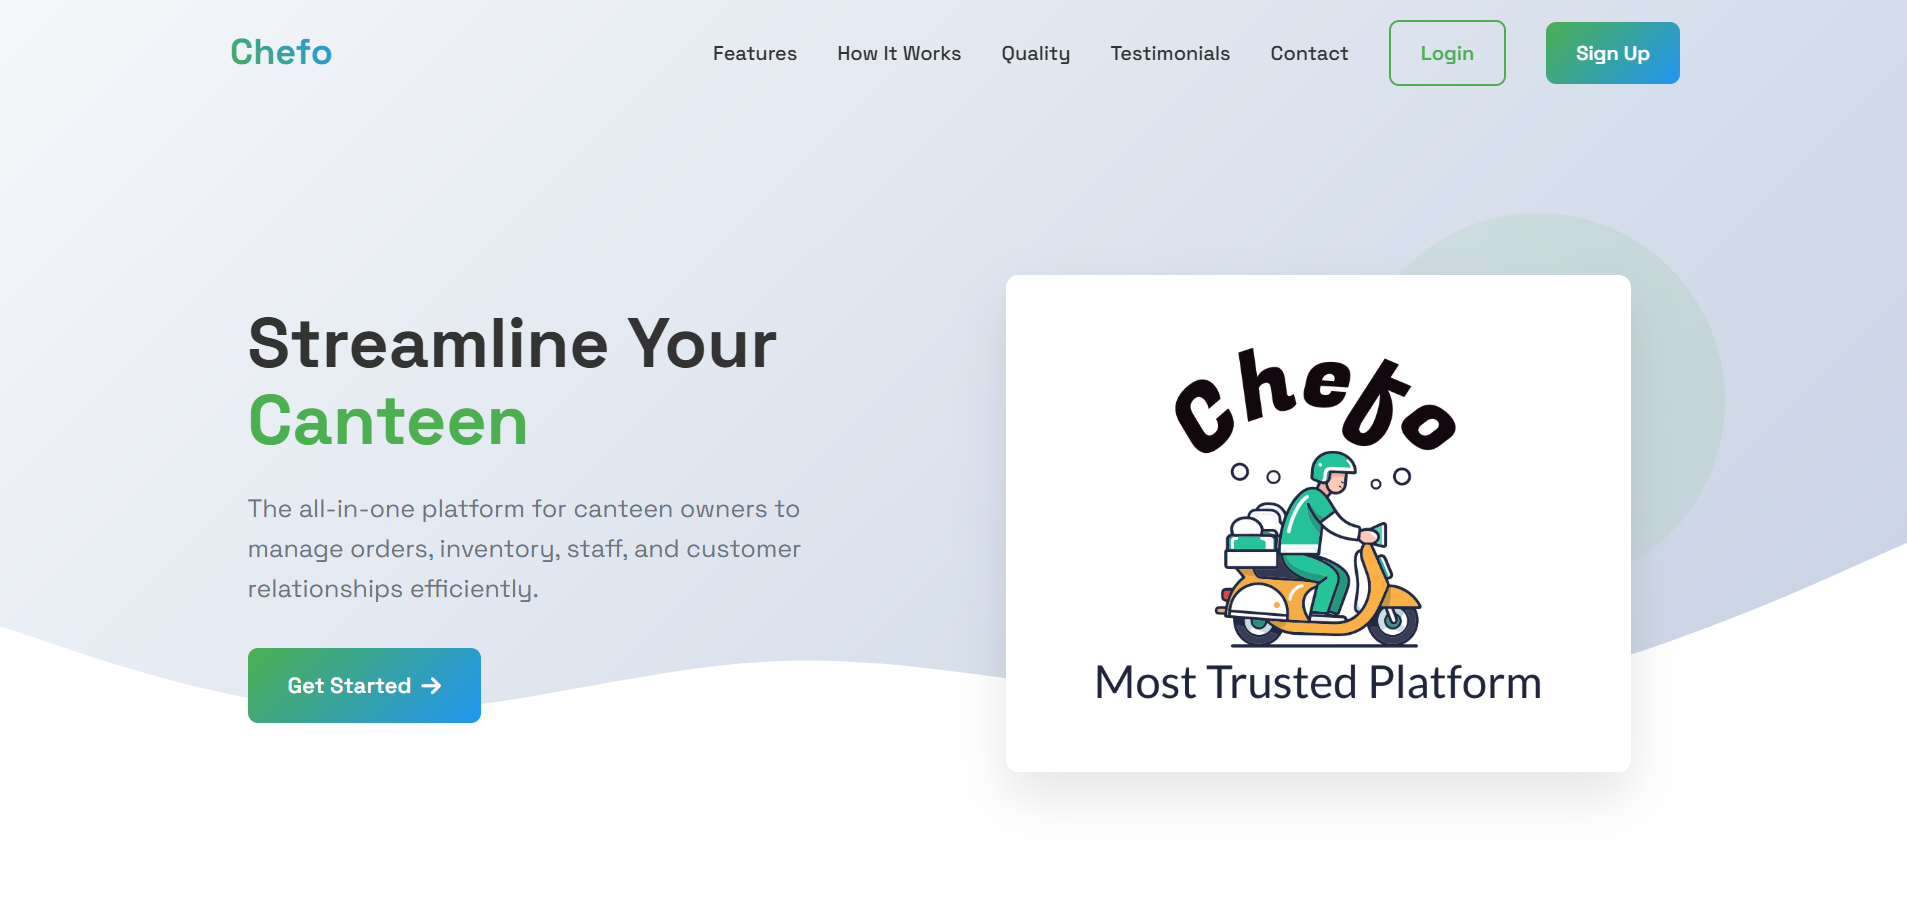 Chefo
Features How It Works Quality Testimonials Contact Login Sign Up
Streamline Your
Canteen
The all-in-one platform for canteen owners to
manage orders, inventory, staff, and customer
relationships efficiently.
Get Started
Chefo
Most Trusted Platform